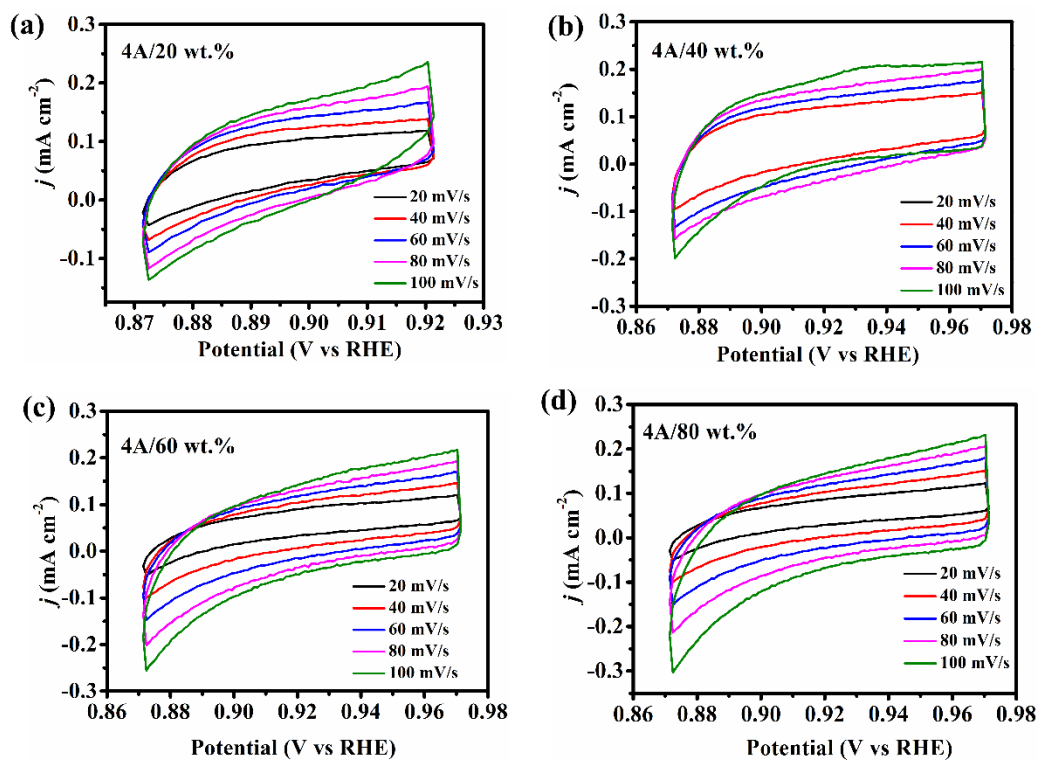 (a)
4A/20 wt.%
0.3
0.2
0.1
0.0
-0.1
j (mA cm-2)
20 mV/s
40 mV/s
60 mV/s
80 mV/s
100 mV/s
0.87 0.88 0.89 0.90 0.91 0.92 0.93
Potential (V vs RHE)
(b)
4A/40 wt.%
0.3
0.2
0.1
0.0
-0.1
-0.2
-0.3
j (mA cm-2)
20 mV/s
40 mV/s
60 mV/s
80 mV/s
100 mV/s
0.86 0.88 0.90 0.92 0.94 0.96 0.98
Potential (V vs RHE)
(c)
4A/60 wt.%
0.3
0.2
0.1
0.0
-0.1
-0.2
-0.3
j (mA cm-2)
20 mV/s
40 mV/s
60 mV/s
80 mV/s
100 mV/s
0.86 0.88 0.90 0.92 0.94 0.96 0.98
Potential (V vs RHE)
(d)
4A/80 wt.%
0.3
0.2
0.1
0.0
-0.1
-0.2
-0.3
j (mA cm-2)
20 mV/s
40 mV/s
60 mV/s
80 mV/s
100 mV/s
0.86 0.88 0.90 0.92 0.94 0.96 0.98
Potential (V vs RHE)